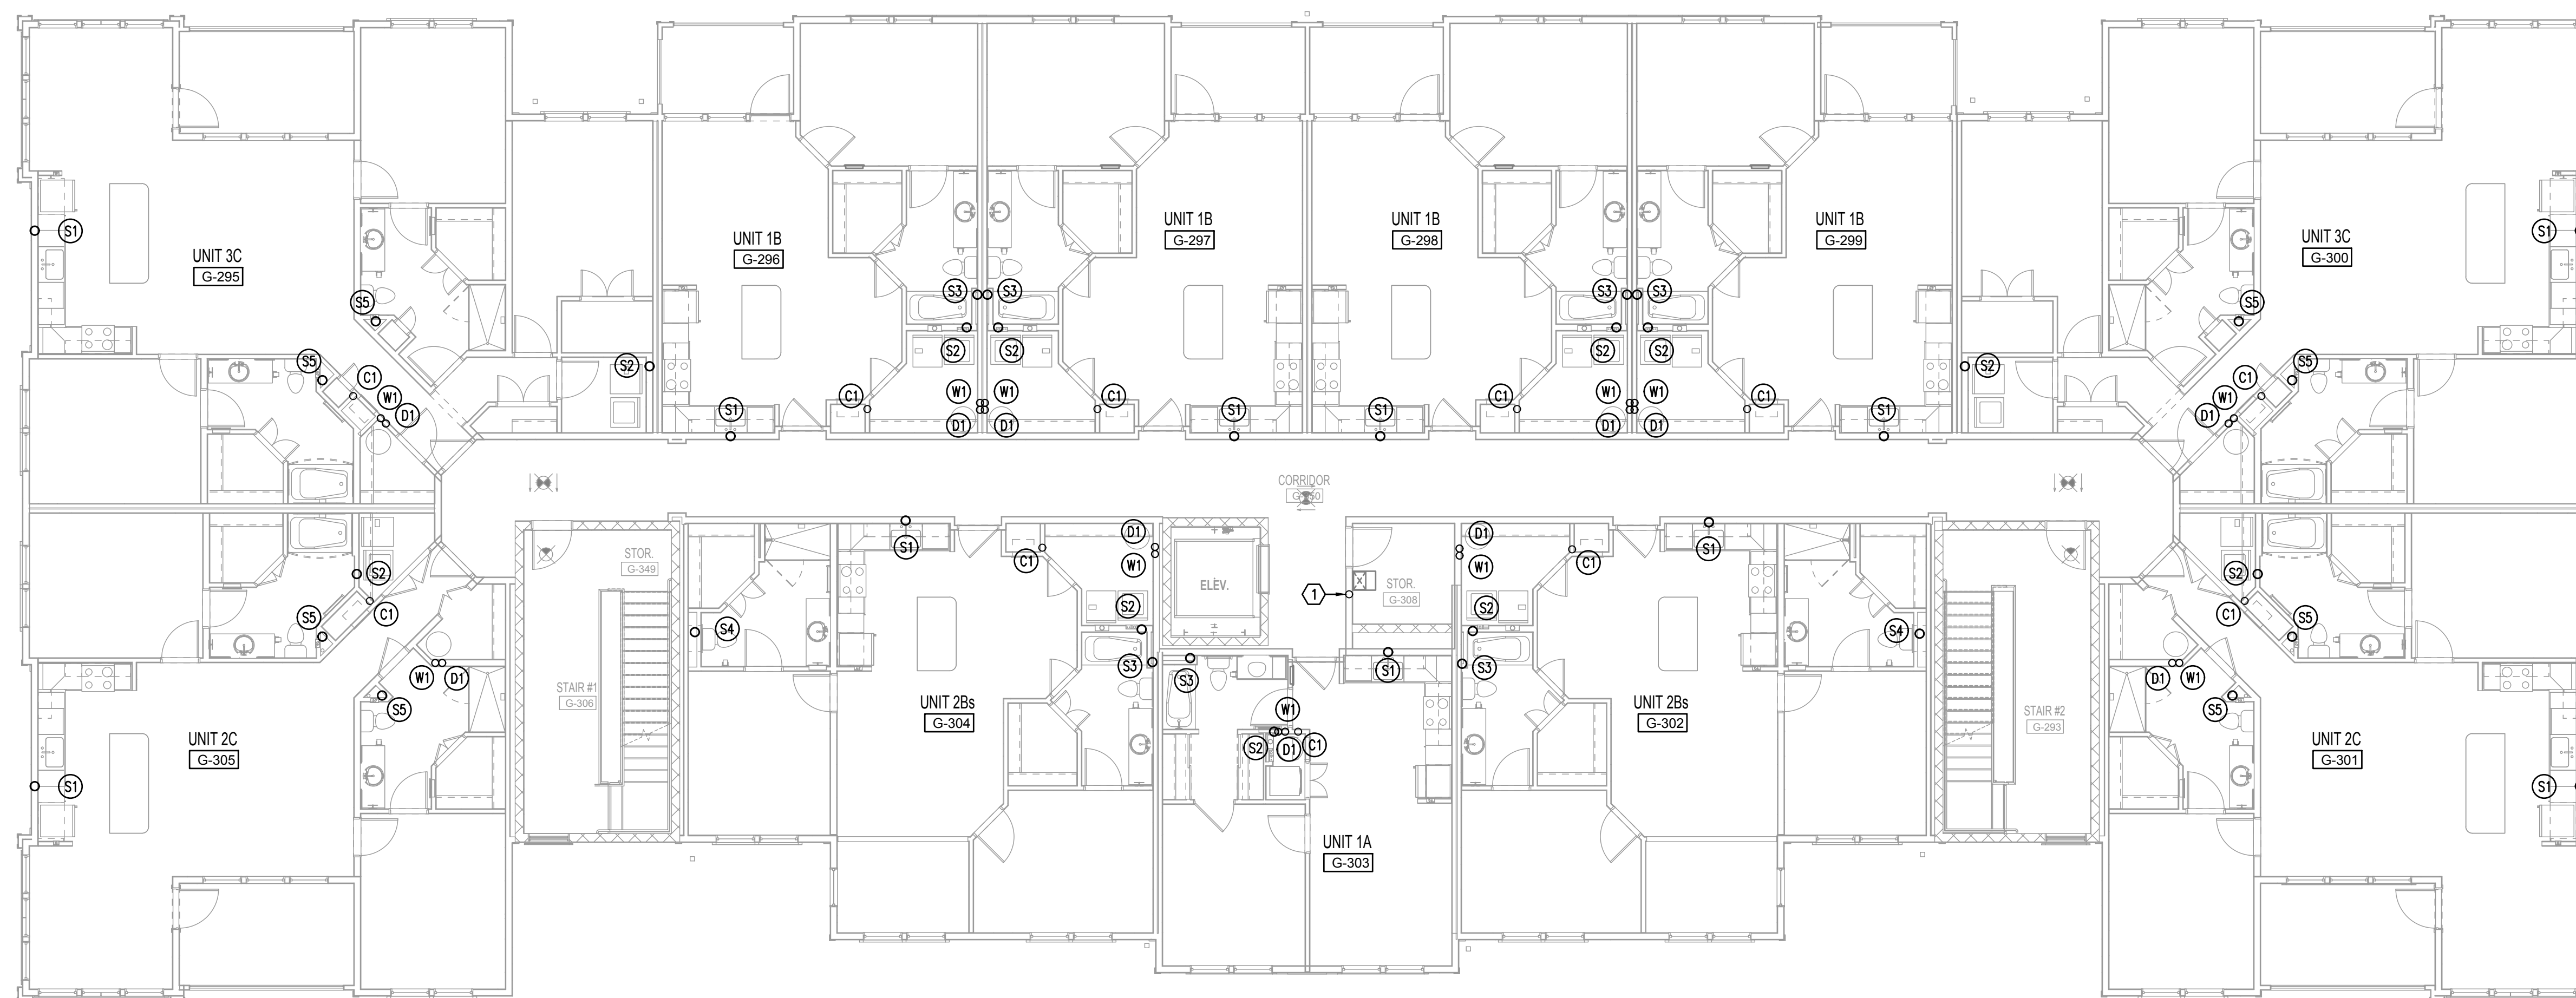 UNIT 3C
G-295
S1
S5
S5
C1
W1
D1
S2
UNIT 1B
G-296
S1
C1
S3
S2
W1
D1
UNIT 1B
G-297
S3
S2
W1
D1
C1
S1
UNIT 1B
G-298
S1
C1
S3
S2
W1
D1
UNIT 1B
G-299
S3
S2
W1
D1
C1
S1
UNIT 3C
G-300
S1
S5
S5
C1
W1
D1
S2
CORRIDOR
STOR.
G-349
STAIR #1
G-306
ELEV.
1
X
STOR.
G-308
STAIR #2
G-293
UNIT 2C
G-305
S2
C1
S5
W1
D1
S5
S1
UNIT 2Bs
G-304
S4
S1
C1
D1
W1
S2
S3
UNIT 1A
G-303
S3
S1
W1
S2
D1
C1
UNIT 2Bs
G-302
D1
W1
C1
S1
S2
S3
S4
UNIT 2C
G-301
S2
C1
S5
D1
W1
S5
S1